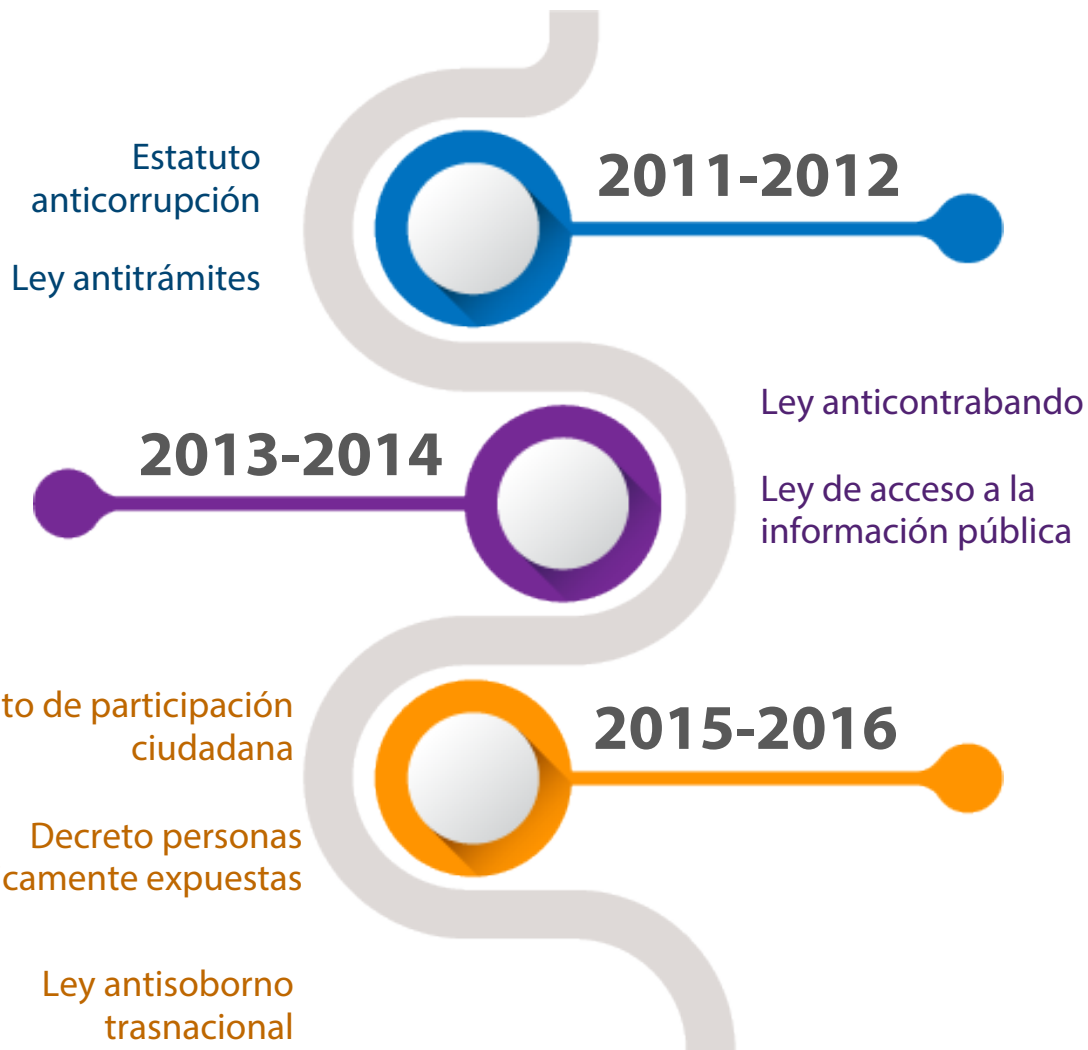 Estatuto
anticorrupción
Ley antitrámites
2011-2012
2013-2014
Ley anticontrabando
Ley de acceso a la
información pública
to de participación
ciudadana
2015-2016
Decreto personas
camente expuestas
Ley antisoborno
trasnacional